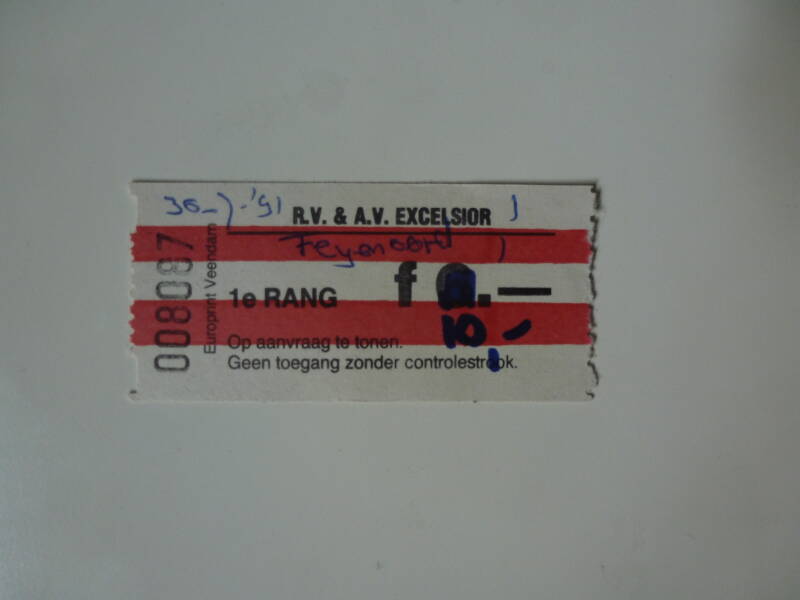 30-7-'91
R.V. & A.V. EXCELSIOR
Feyenoord
1e RANG
f .—
10,-
Op aanvraag te tonen.
Geen toegang zonder controlestrook.
008087
Europrint Veendam